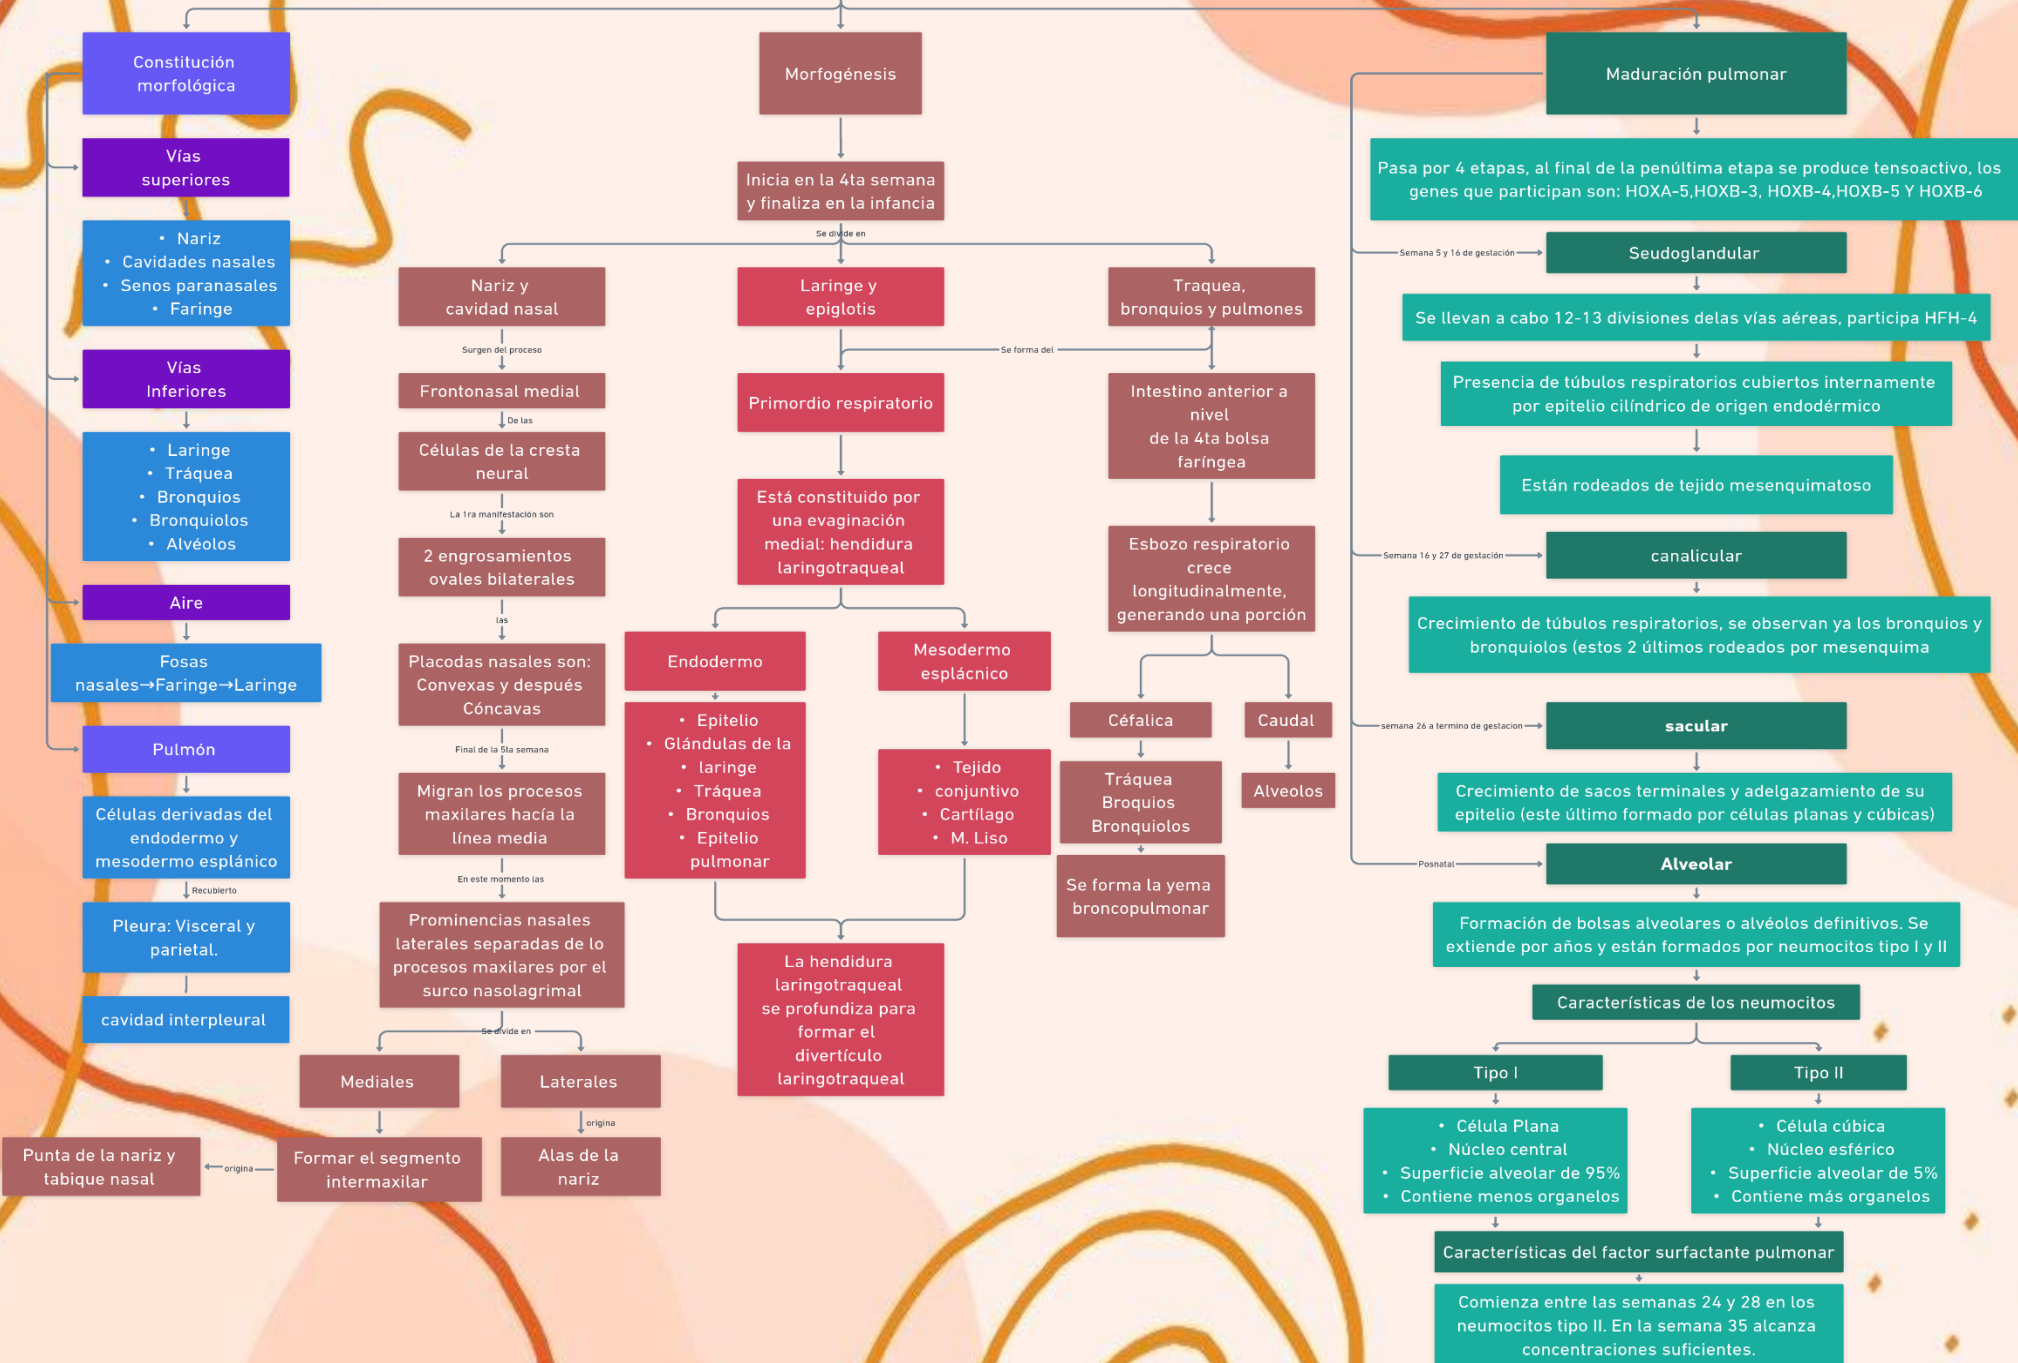 Constitución
morfológica
Vías
superiores
• Nariz
• Cavidades nasales
• Senos paranasales
• Faringe
Vías
Inferiores
• Laringe
• Tráquea
• Bronquios
• Bronquiolos
• Alvéolos
Aire
Fosas
nasales→Faringe→Laringe
Pulmón
Células derivadas del
endodermo y
mesodermo esplánico
Recubierto
Pleura: Visceral y
parietal.
cavidad interpleural
Morfogénesis
Inicia en la 4ta semana
y finaliza en la infancia
Se divide en
Nariz y
cavidad nasal
Surgen del proceso
Frontonasal medial
De las
Células de la cresta
neural
La 1ra manifestación son
2 engrosamientos
ovales bilaterales
las
Placodas nasales son:
Convexas y después
Cóncavas
Final de la 5ta semana
Migran los procesos
maxilares hacía la
línea media
En este momento las
Prominencias nasales
laterales separadas de lo
procesos maxilares por el
surco nasolagrimal
Se divide en
Mediales
Formar el segmento
intermaxilar
origina
Punta de la nariz y
tabique nasal
Laterales
origina
Alas de la
nariz
Laringe y
epiglotis
Se forma del
Primordio respiratorio
Está constituido por
una evaginación
medial: hendidura
laringotraqueal
Endodermo
• Epitelio
• Glándulas de la
• laringe
• Tráquea
• Bronquios
• Epitelio
pulmonar
Mesodermo
esplácnico
• Tejido
• conjuntivo
• Cartílago
• M. Liso
La hendidura
laringotraqueal
se profundiza para
formar el
divertículo
laringotraqueal
Traquea,
bronquios y pulmones
Intestino anterior a
nivel
de la 4ta bolsa
faríngea
Esbozo respiratorio
crece
longitudinalmente,
generando una porción
Céfalica
Tráquea
Broquios
Bronquiolos
Se forma la yema
broncopulmonar
Caudal
Alveolos
Maduración pulmonar
Pasa por 4 etapas, al final de la penúltima etapa se produce tensoactivo, los
genes que participan son: HOXA-5,HOXB-3, HOXB-4,HOXB-5 Y HOXB-6
Semana 5 y 16 de gestación
Seudoglandular
Se llevan a cabo 12-13 divisiones delas vías aéreas, participa HFH-4
Presencia de túbulos respiratorios cubiertos internamente
por epitelio cilíndrico de origen endodérmico
Están rodeados de tejido mesenquimatoso
Semana 16 y 27 de gestación
canalicular
Crecimiento de túbulos respiratorios, se observan ya los bronquios y
bronquiolos (estos 2 últimos rodeados por mesenquima
semana 26 a termino de gestacion
sacular
Crecimiento de sacos terminales y adelgazamiento de su
epitelio (este último formado por células planas y cúbicas)
Posnatal
Alveolar
Formación de bolsas alveolares o alvéolos definitivos. Se
extiende por años y están formados por neumocitos tipo I y II
Características de los neumocitos
Tipo I
• Célula Plana
• Núcleo central
• Superficie alveolar de 95%
• Contiene menos organelos
Tipo II
• Célula cúbica
• Núcleo esférico
• Superficie alveolar de 5%
• Contiene más organelos
Características del factor surfactante pulmonar
Comienza entre las semanas 24 y 28 en los
neumocitos tipo II. En la semana 35 alcanza
concentraciones suficientes.